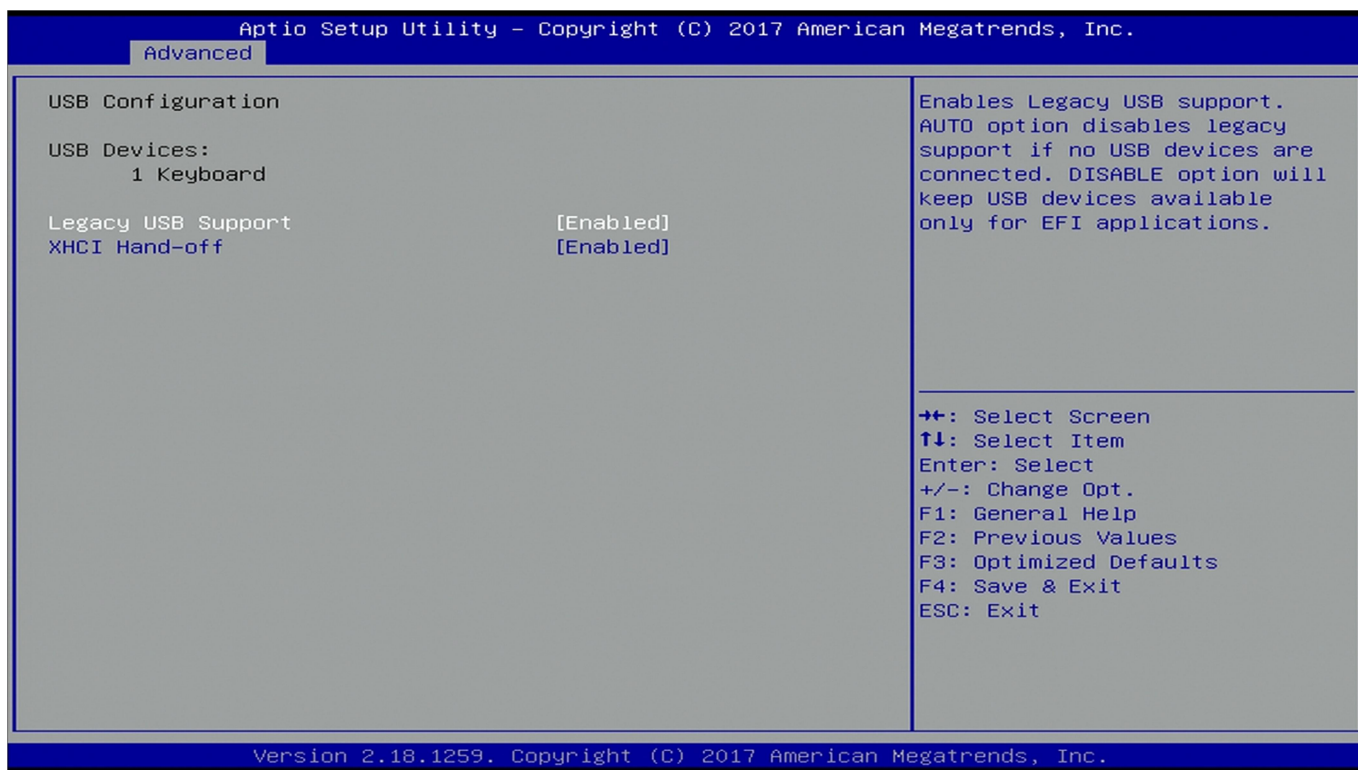 Aptio Setup Utility – Copyright (C) 2017 American Megatrends, Inc.
Advanced
USB Configuration
USB Devices:
1 Keyboard
Legacy USB Support [Enabled]
XHCI Hand-off [Enabled]
Enables Legacy USB support.
AUTO option disables legacy
support if no USB devices are
connected. DISABLE option will
keep USB devices available
only for EFI applications.
→←: Select Screen
↑↓: Select Item
Enter: Select
+/-: Change Opt.
F1: General Help
F2: Previous Values
F3: Optimized Defaults
F4: Save & Exit
ESC: Exit
Version 2.18.1259. Copyright (C) 2017 American Megatrends, Inc.